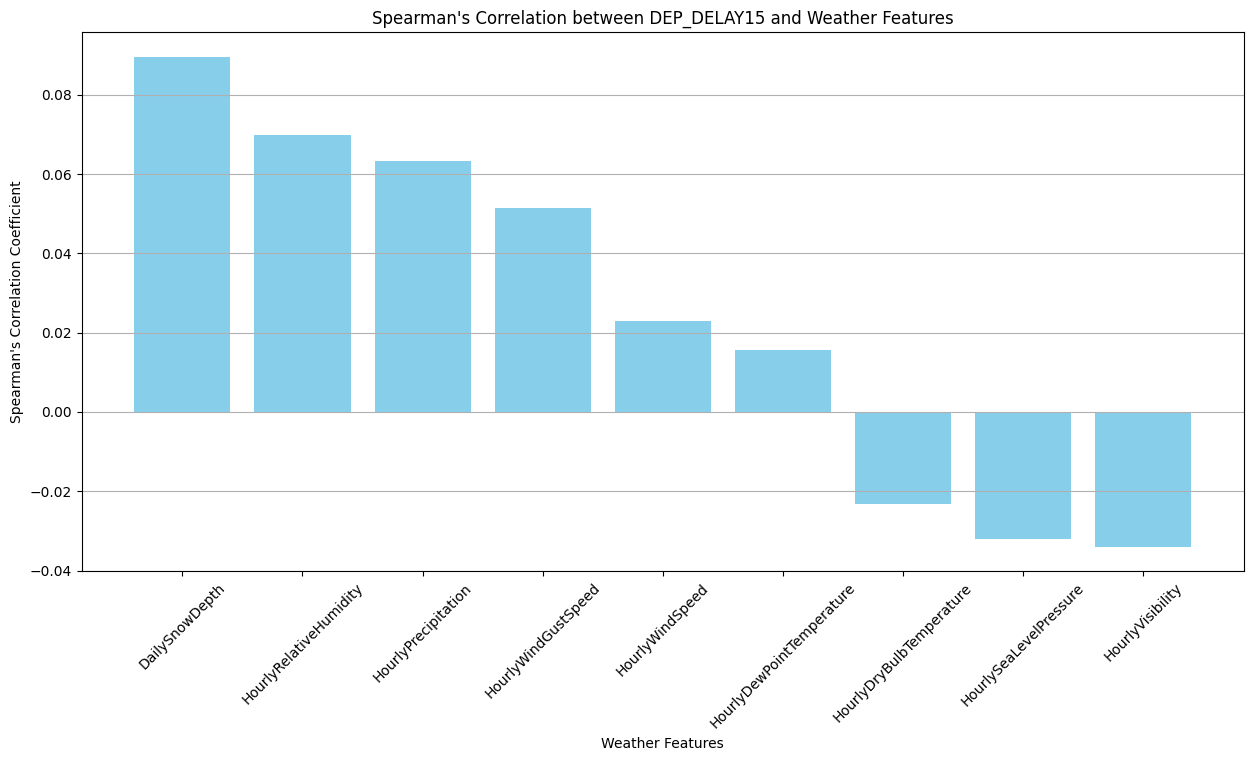 Spearman's Correlation between DEP_DELAY15 and Weather Features
Spearman's Correlation Coefficient
0.08
0.06
0.04
0.02
0.00
−0.02
−0.04
DailySnowDepth
HourlyRelativeHumidity
HourlyPrecipitation
HourlyWindGustSpeed
HourlyWindSpeed
HourlyDewPointTemperature
HourlyDryBulbTemperature
HourlySeaLevelPressure
HourlyVisibility
Weather Features